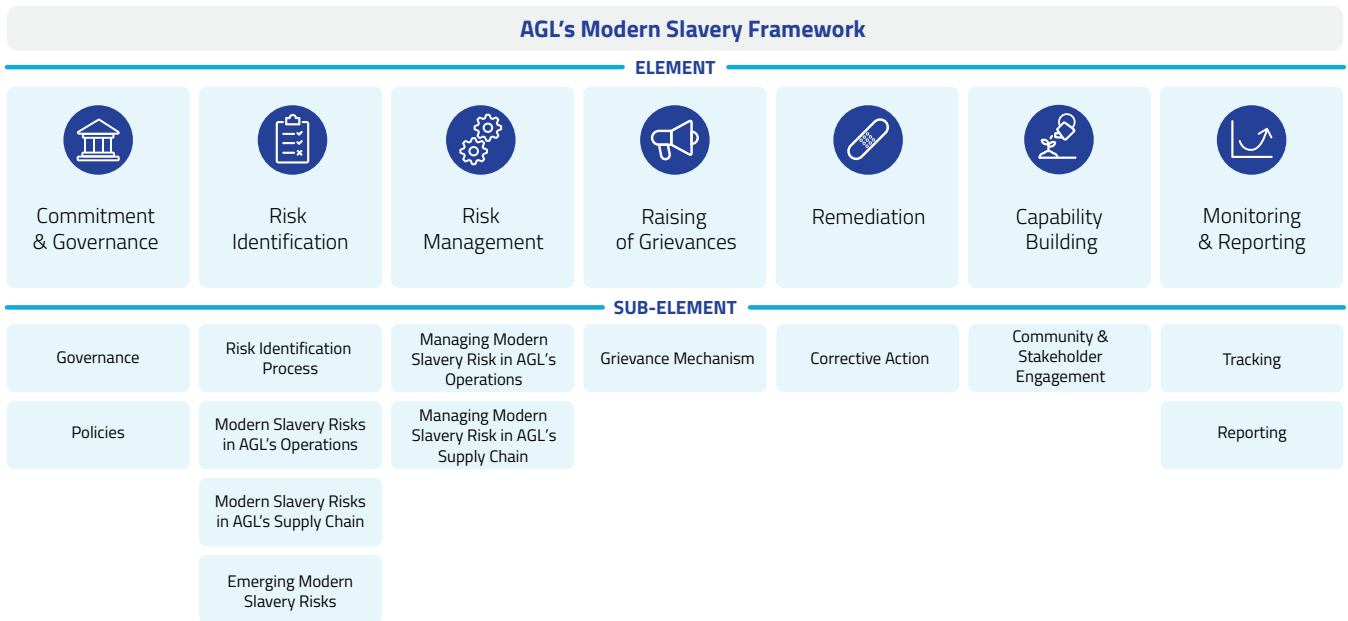 AGL's Modern Slavery Framework
ELEMENT
Commitment
& Governance
Risk
Identification
Risk
Management
Raising
of Grievances
Remediation
Capability
Building
Monitoring
& Reporting
SUB-ELEMENT
Governance
Risk Identification
Process
Managing Modern
Slavery Risk in AGL's
Operations
Grievance Mechanism
Corrective Action
Community &
Stakeholder
Engagement
Tracking
Policies
Modern Slavery Risks
in AGL's Operations
Managing Modern
Slavery Risk in AGL's
Supply Chain
Reporting
Modern Slavery Risks
in AGL's Supply Chain
Emerging Modern
Slavery Risks